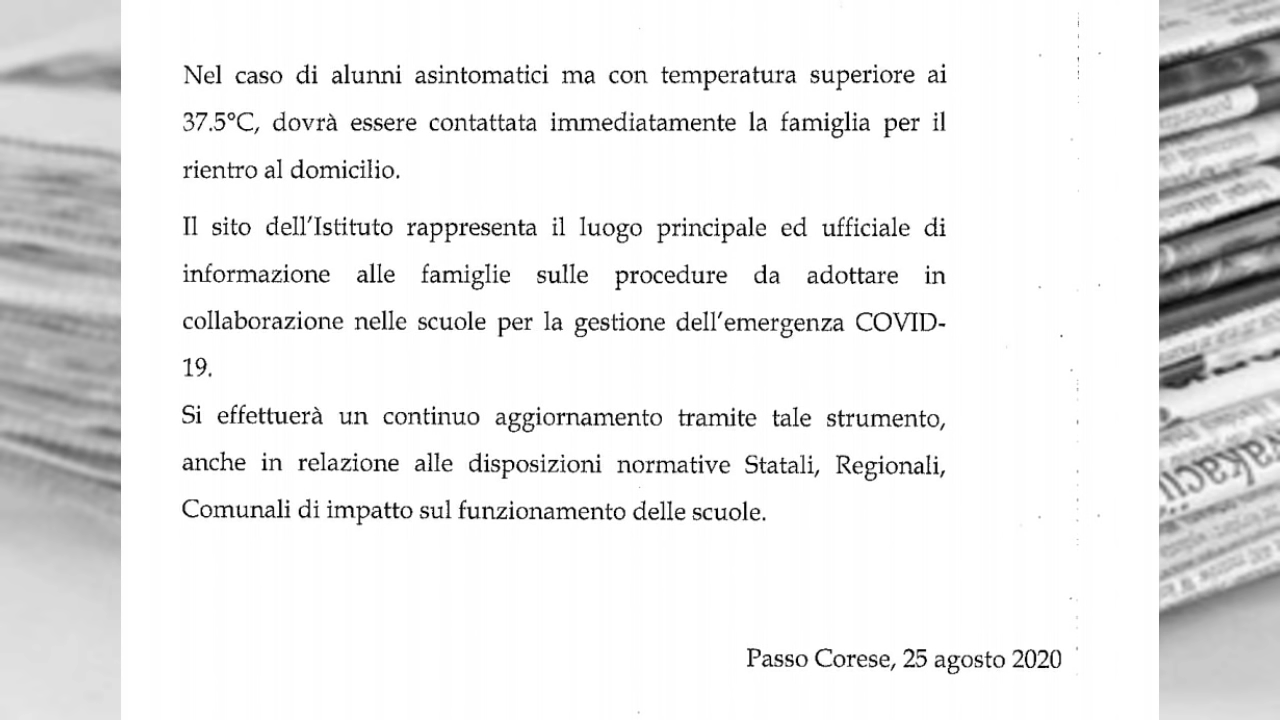 Nel caso di alunni asintomatici ma con temperatura superiore ai
37.5°C, dovrà essere contattata immediatamente la famiglia per il
rientro al domicilio.
Il sito dell'Istituto rappresenta il luogo principale ed ufficiale di
informazione alle famiglie sulle procedure da adottare in
collaborazione nelle scuole per la gestione dell'emergenza COVID-
19.
Si effettuerà un continuo aggiornamento tramite tale strumento,
anche in relazione alle disposizioni normative Statali, Regionali,
Comunali di impatto sul funzionamento delle scuole.
Passo Corese, 25 agosto 2020